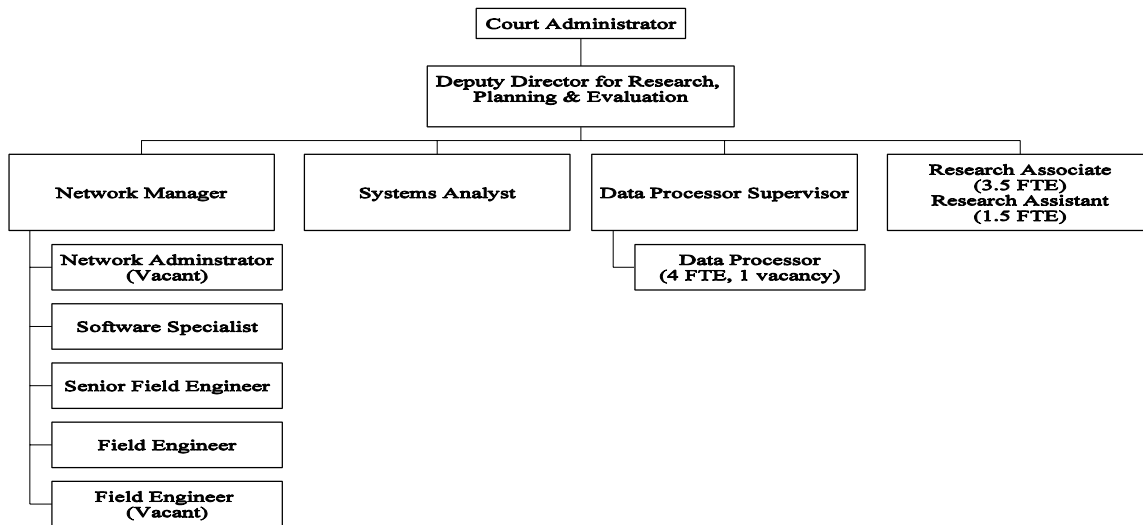 Court Administrator
Deputy Director for Research,
Planning & Evaluation
Network Manager
Systems Analyst
Data Processor Supervisor
Research Associate
(3.5 FTE)
Research Assistant
(1.5 FTE)
Network Adminstrator
(Vacant)
Software Specialist
Senior Field Engineer
Field Engineer
Field Engineer
(Vacant)
Data Processor
(4 FTE, 1 vacancy)